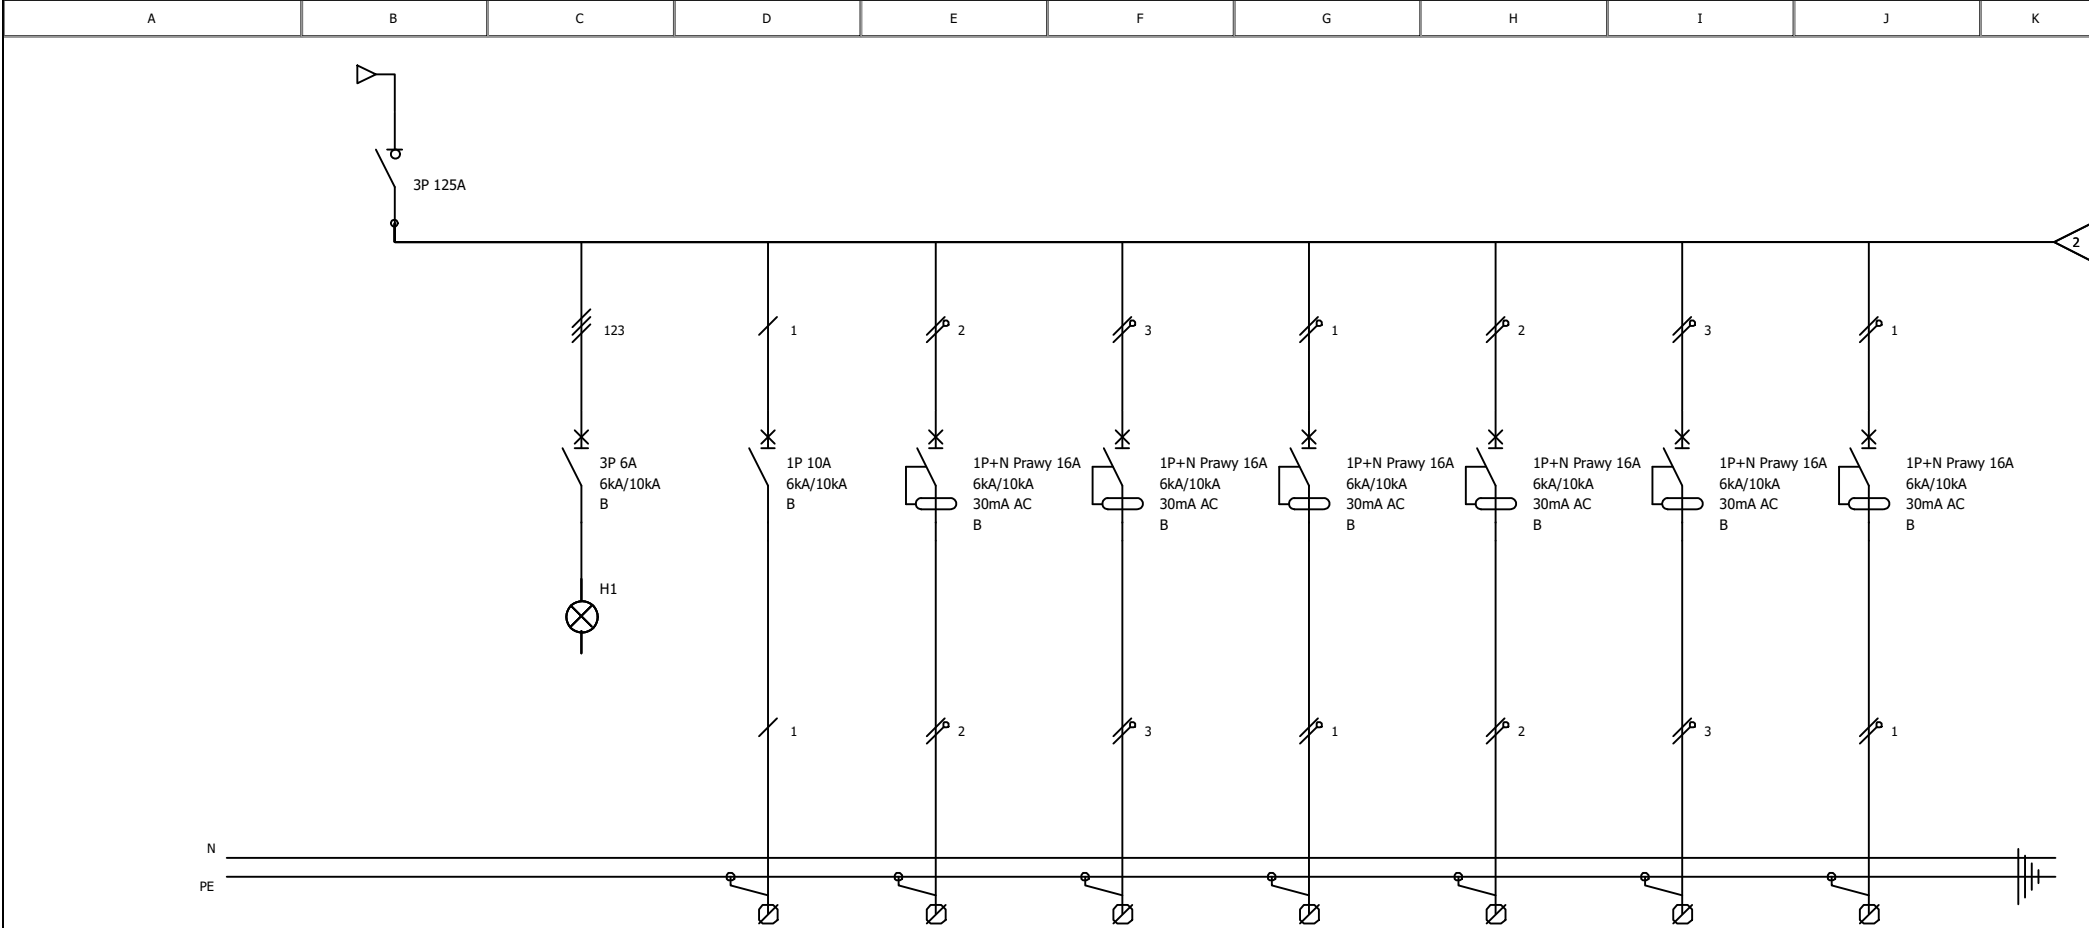 A B C D E F G H I J K
3P 125A
2
123 1 2 3 1 2 3 1
3P 6A
6kA/10kA
B
1P 10A
6kA/10kA
B
1P+N Prawy 16A
6kA/10kA
30mA AC
B
1P+N Prawy 16A
6kA/10kA
30mA AC
B
1P+N Prawy 16A
6kA/10kA
30mA AC
B
1P+N Prawy 16A
6kA/10kA
30mA AC
B
1P+N Prawy 16A
6kA/10kA
30mA AC
B
1P+N Prawy 16A
6kA/10kA
30mA AC
B
H1
1 2 3 1 2 3 1
N
PE